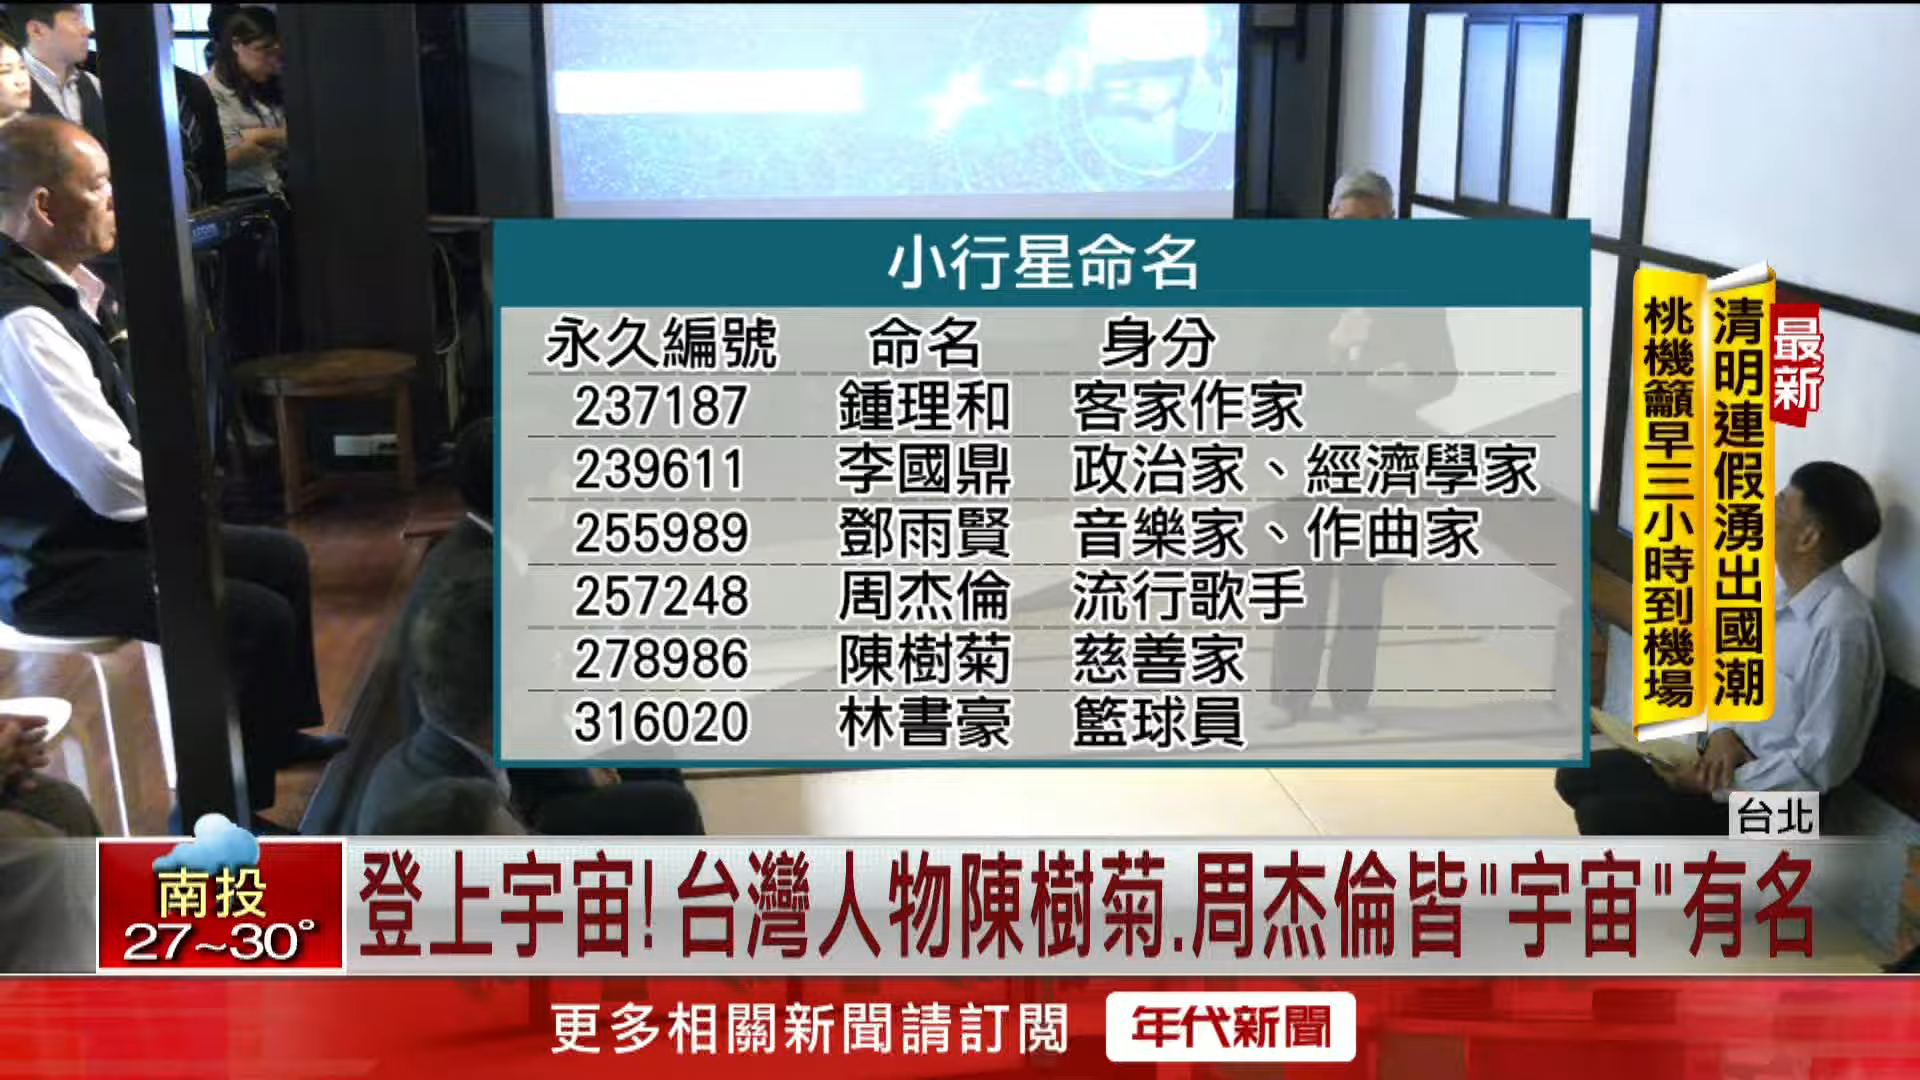 小行星命名
永久編號 命名 身分
237187 鍾理和 客家作家
239611 李國鼎 政治家、經濟學家
255989 鄧雨賢 音樂家、作曲家
257248 周杰倫 流行歌手
278986 陳樹菊 慈善家
316020 林書豪 籃球員
最新
清明連假湧出國潮
桃機籲早三小時到機場
台北
南投
27~30°
登上宇宙!台灣人物陳樹菊.周杰倫皆"宇宙"有名
更多相關新聞請訂閱 年代新聞